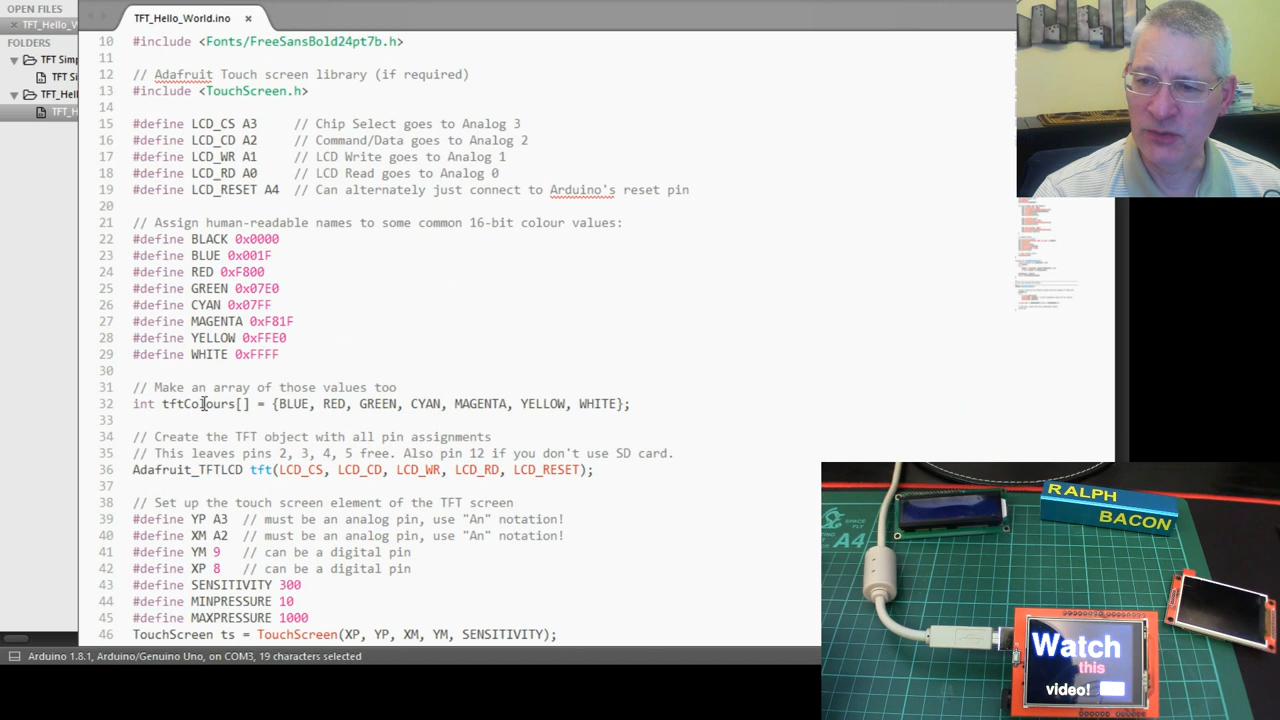 OPEN FILES
TFT_Hello_W
FOLDERS
TFT Sim
TFT Si
TFT_Hell
TFT_H
TFT_Hello_World.ino
10 #include <Fonts/FreeSansBold24pt7b.h>
11
12 // Adafruit Touch screen library (if required)
13 #include <TouchScreen.h>
14
15 #define LCD_CS A3 // Chip Select goes to Analog 3
16 #define LCD_CD A2 // Command/Data goes to Analog 2
17 #define LCD_WR A1 // LCD Write goes to Analog 1
18 #define LCD_RD A0 // LCD Read goes to Analog 0
19 #define LCD_RESET A4 // Can alternately just connect to Arduino's reset pin
20
21 // Assign human-readable names to some common 16-bit colour values:
22 #define BLACK 0x0000
23 #define BLUE 0x001F
24 #define RED 0xF800
25 #define GREEN 0x07E0
26 #define CYAN 0x07FF
27 #define MAGENTA 0xF81F
28 #define YELLOW 0xFFE0
29 #define WHITE 0xFFFF
30
31 // Make an array of those values too
32 int tftColours[] = {BLUE, RED, GREEN, CYAN, MAGENTA, YELLOW, WHITE};
33
34 // Create the TFT object with all pin assignments
35 // This leaves pins 2, 3, 4, 5 free. Also pin 12 if you don't use SD card.
36 Adafruit_TFTLCD tft(LCD_CS, LCD_CD, LCD_WR, LCD_RD, LCD_RESET);
37
38 // Set up the touch screen element of the TFT screen
39 #define YP A3 // must be an analog pin, use "An" notation!
40 #define XM A2 // must be an analog pin, use "An" notation!
41 #define YM 9 // can be a digital pin
42 #define XP 8 // can be a digital pin
43 #define SENSITIVITY 300
44 #define MINPRESSURE 10
45 #define MAXPRESSURE 1000
46 TouchScreen ts = TouchScreen(XP, YP, XM, YM, SENSITIVITY);
Arduino 1.8.1, Arduino/Genuino Uno, on COM3, 19 characters selected
A4
RALPH
BACON
Watch
this
video!